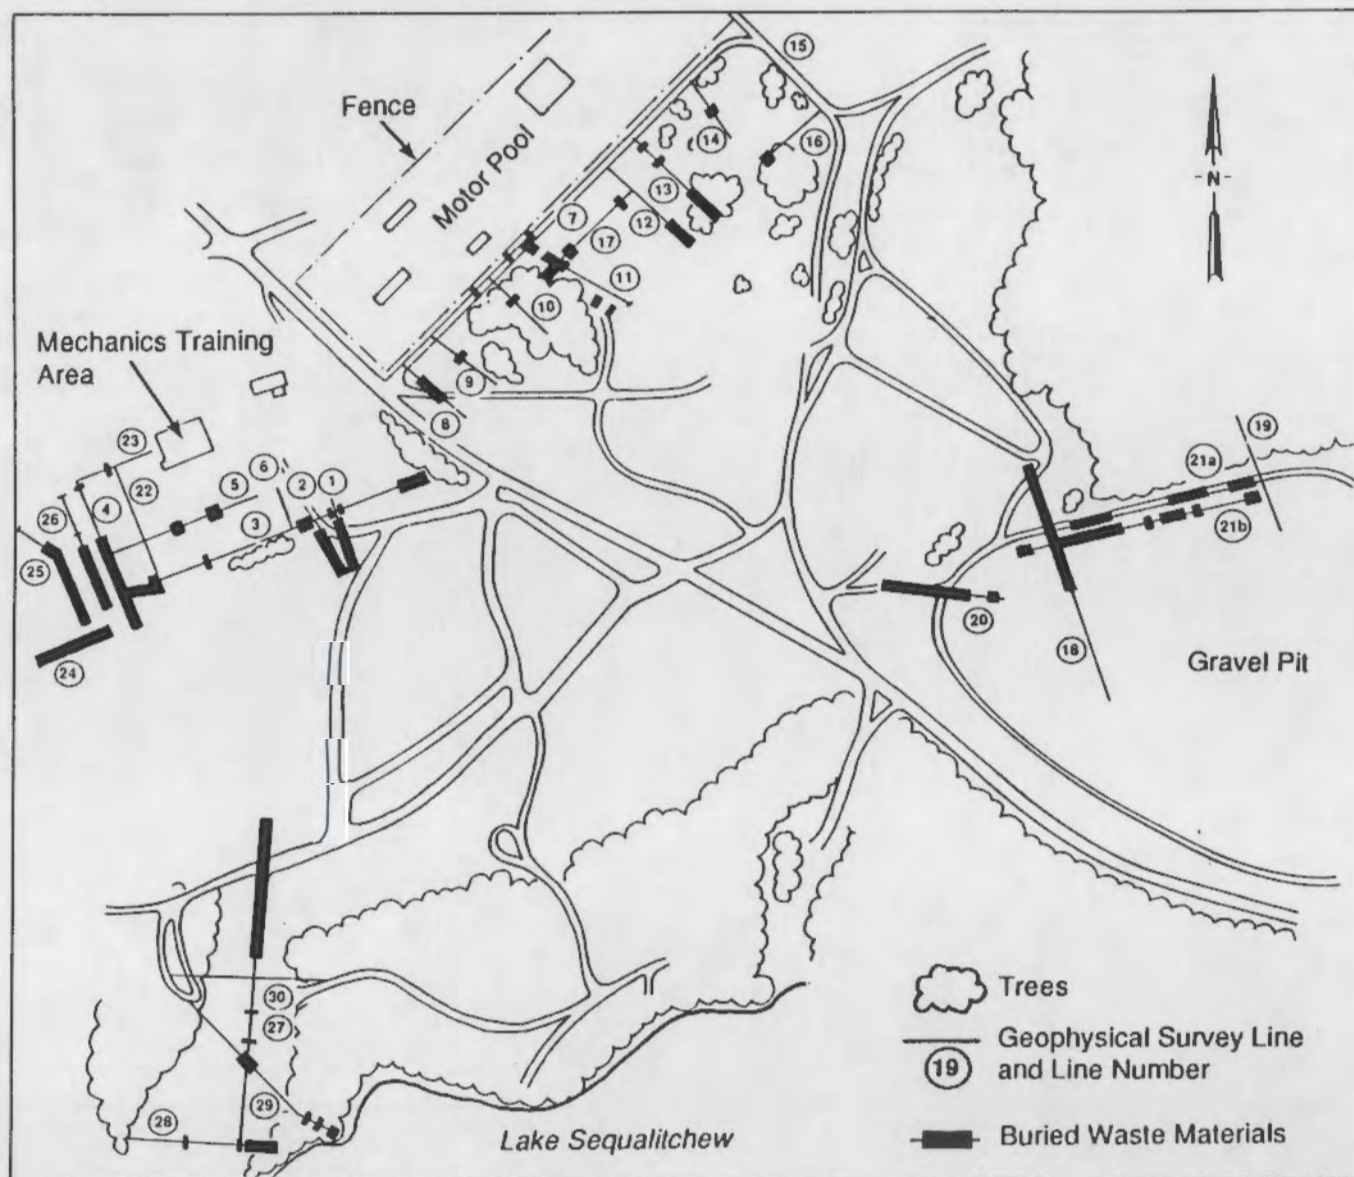 15
Fence
Motor Pool
14
16
13
7
12
17
11
10
N
Mechanics Training
Area
9
8
23
6
2
1
19
21a
5
22
4
3
26
21b
25
20
24
18
Gravel Pit
30
27
29
28
Trees
Geophysical Survey Line
19
and Line Number
Buried Waste Materials
Lake Sequalitchew